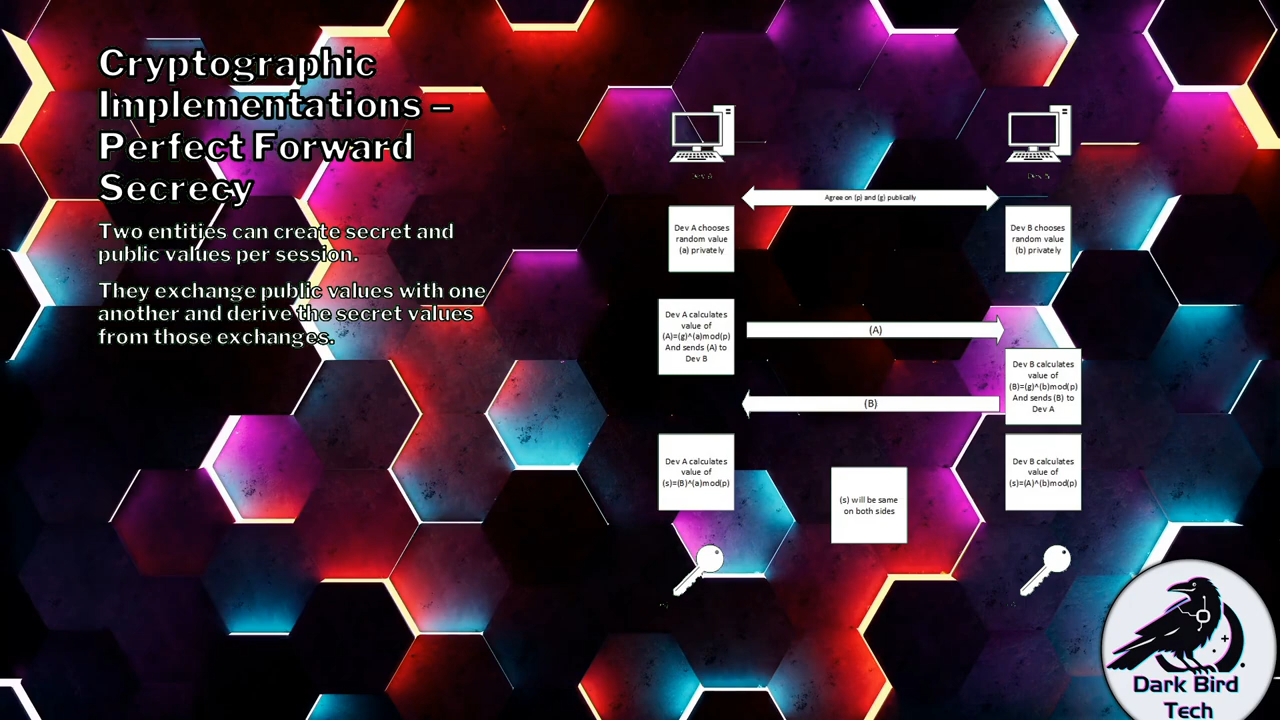 Cryptographic
Implementations –
Perfect Forward
Secrecy
Two entities can create secret and
public values per session.
They exchange public values with one
another and derive the secret values
from those exchanges.
Dev A
Dev B
Agree on (p) and (g) publically
Dev A chooses
random value
(a) privately
Dev B chooses
random value
(b) privately
Dev A calculates
value of
(A)=(g)^(a)mod(p)
And sends (A) to
Dev B
(A)
Dev B calculates
value of
(B)=(g)^(b)mod(p)
And sends (B) to
Dev A
(B)
Dev A calculates
value of
(s)=(B)^(a)mod(p)
(s) will be same
on both sides
Dev B calculates
value of
(s)=(A)^(b)mod(p)
Dark Bird
Tech